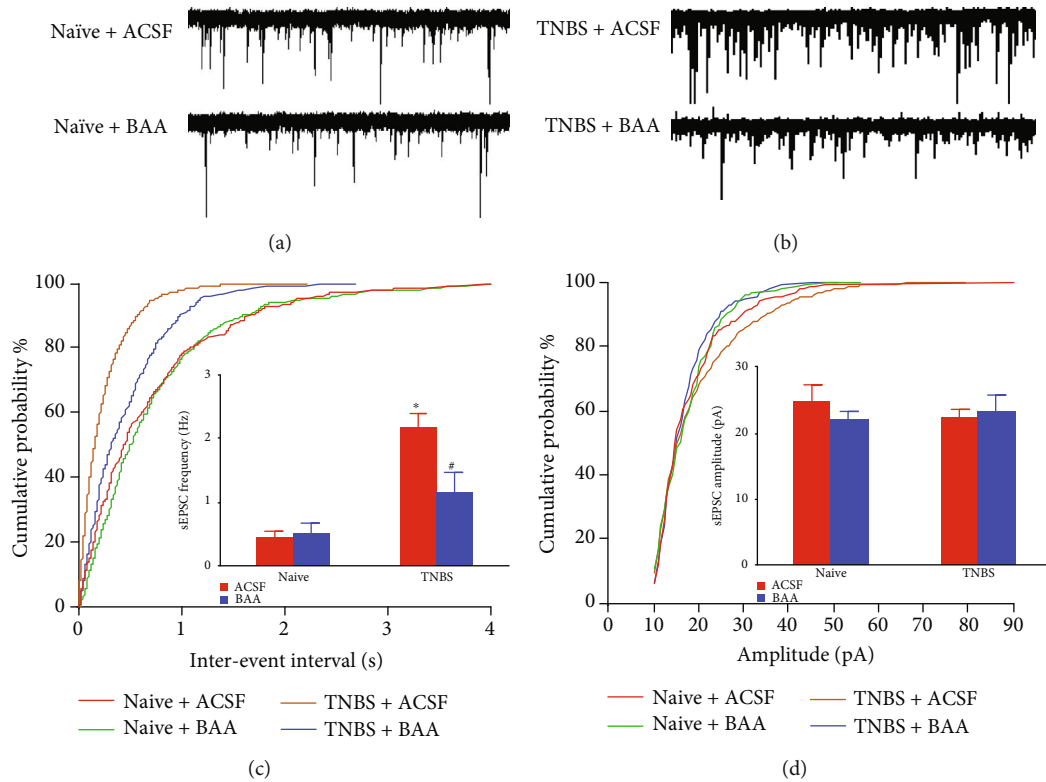 Naïve + ACSF
Naïve + BAA
(a)
TNBS + ACSF
TNBS + BAA
(b)
Cumulative probability %
100
80
60
40
20
0
0 1 2 3 4
Inter-event interval (s)
sEPSC frequency (Hz)
3
2
1
0
*
#
Naive TNBS
ACSF
BAA
Naive + ACSF TNBS + ACSF
Naive + BAA TNBS + BAA
(c)
Cumulative probability %
100
80
60
40
20
0
0 10 20 30 40 50 60 70 80 90
Amplitude (pA)
sEPSC amplitude (pA)
30
20
10
0
Naive TNBS
ACSF
BAA
Naive + ACSF TNBS + ACSF
Naive + BAA TNBS + BAA
(d)